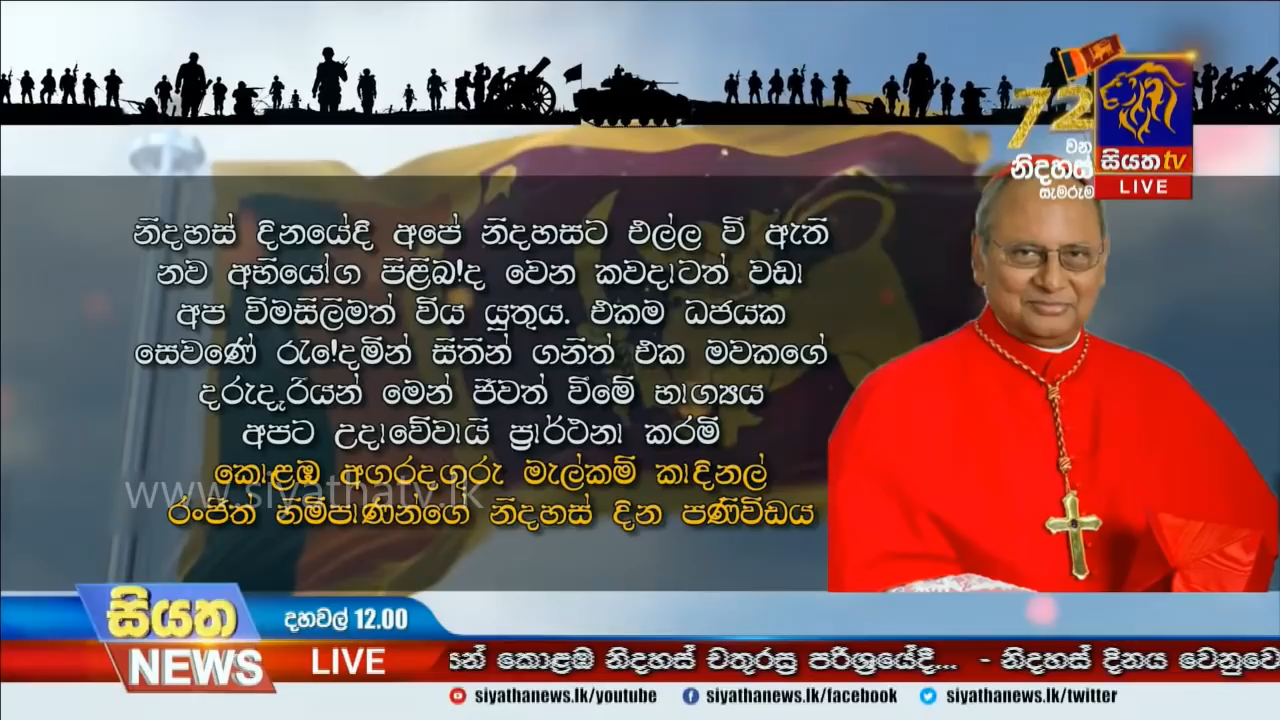 72
වන
නිදහස්
සැමරුම
සියත tv
LIVE
නිදහස් දිනයේදී අපේ නිදහසට එල්ල වී ඇති
නව අභියෝග පිළිබ!ද වෙන කවදාටත් වඩා
අප විමසිලිමත් විය යුතුය. එකම ධජයක
සෙවණේ රැ!ෙදමින් සිතින් ගතින් එක මවකගේ
දරුදෑරියන් මෙන් ජීවත් වීමේ භාග්‍යය
අපට උදාවේවායි ප්‍රාර්ථනා කරමි
කොළඹ අගරදගුරු මැල්කම් කාදිනල්
රංජිත් හිමිපාණන්ගේ නිදහස් දින පණිවිඩය
www.siyathatv.lk
සියත
NEWS
දහවල් 12.00
LIVE
කොළඹ නිදහස් චතුරස්‍ර පරිශ්‍රයේදී... - නිදහස් දිනය
siyathanews.lk/youtube siyathanews.lk/facebook siyathanews.lk/twitter